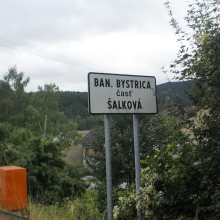 BAN. BYSTRICA
časť
ŠALKOVÁ